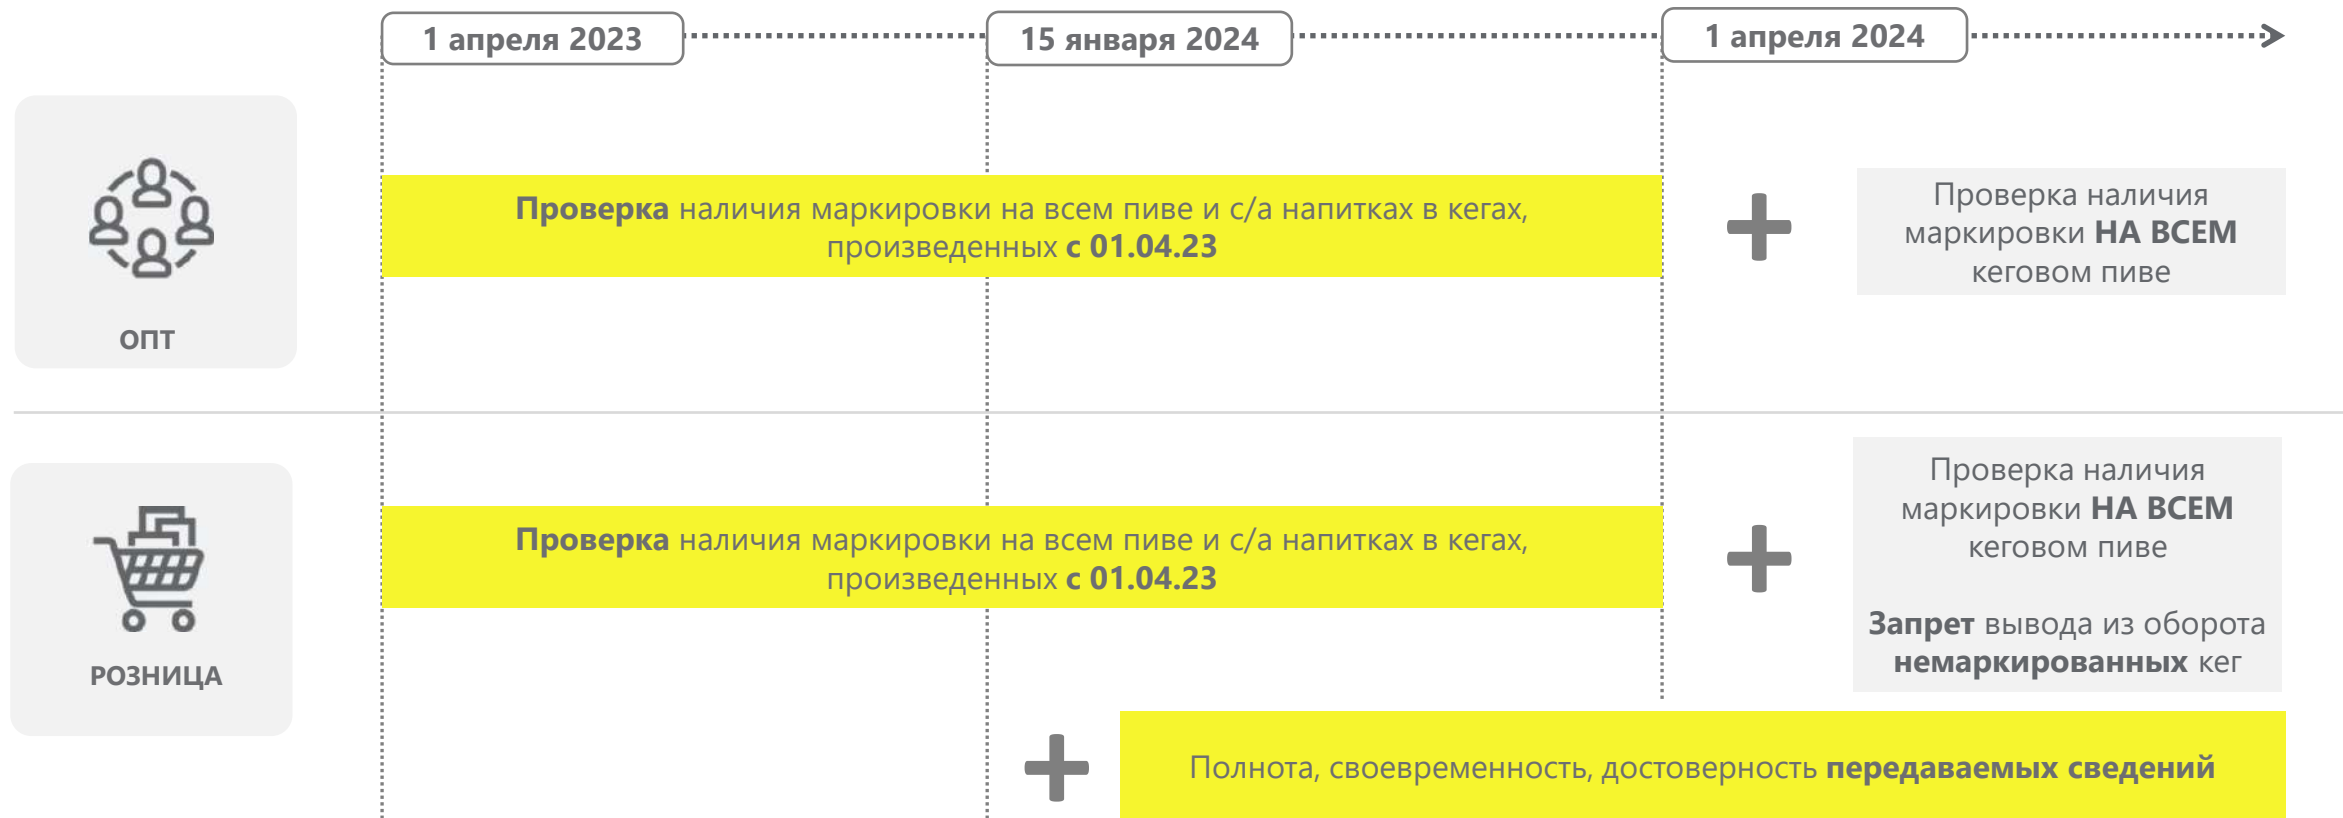 1 апреля 2023
15 января 2024
1 апреля 2024
Проверка наличия маркировки на всем пиве и с/а напитках в кегах,
произведенных с 01.04.23
Проверка наличия
маркировки НА ВСЕМ
кеговом пиве
ОПТ
Проверка наличия маркировки на всем пиве и с/а напитках в кегах,
произведенных с 01.04.23
Проверка наличия
маркировки НА ВСЕМ
кеговом пиве
Запрет вывода из оборота
немаркированных кег
РОЗНИЦА
Полнота, своевременность, достоверность передаваемых сведений